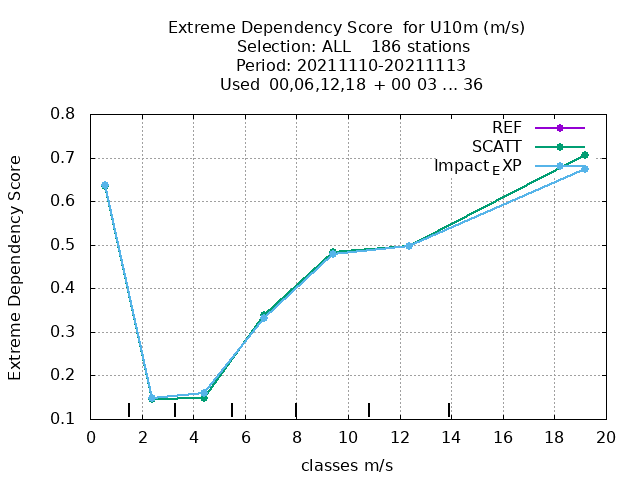 Extreme Dependency Score  for U10m (m/s)
Selection: ALL    186 stations
Period: 20211110-20211113
Used  00,06,12,18  + 00 03 ... 36
REF
SCATT
Impact_EXP
Extreme Dependency Score
0.8
0.7
0.6
0.5
0.4
0.3
0.2
0.1
0 2 4 6 8 10 12 14 16 18 20
classes m/s